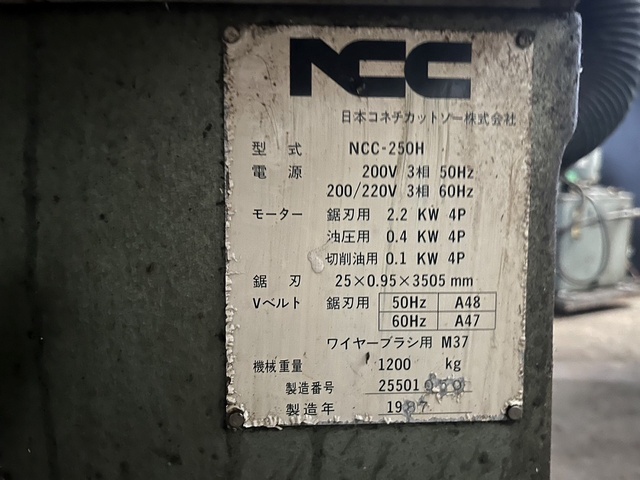 NCC
日本コネチカットソー株式会社
型式 NCC-250H
電源 200V 3相 50Hz
200/220V 3相 60Hz
モーター 鋸刃用 2.2 KW 4P
油圧用 0.4 KW 4P
切削油用 0.1 KW 4P
鋸刃 25×0.95×3505 mm
Vベルト 鋸刃用 50Hz A48
60Hz A47
ワイヤーブラシ用 M37
機械重量 1200 kg
製造番号
製造年